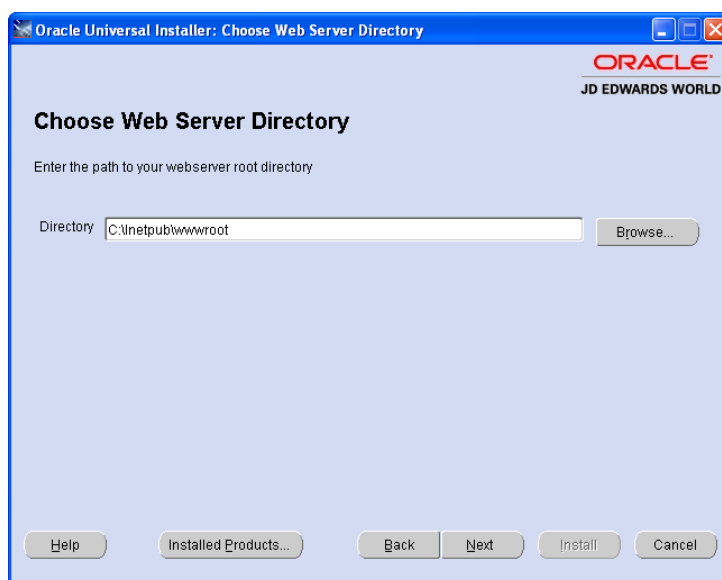 Oracle Universal Installer: Choose Web Server Directory
ORACLE
JD EDWARDS WORLD
Choose Web Server Directory
Enter the path to your webserver root directory
Directory C:\Inetpub\wwwroot Browse...
Help Installed Products... Back Next Install Cancel